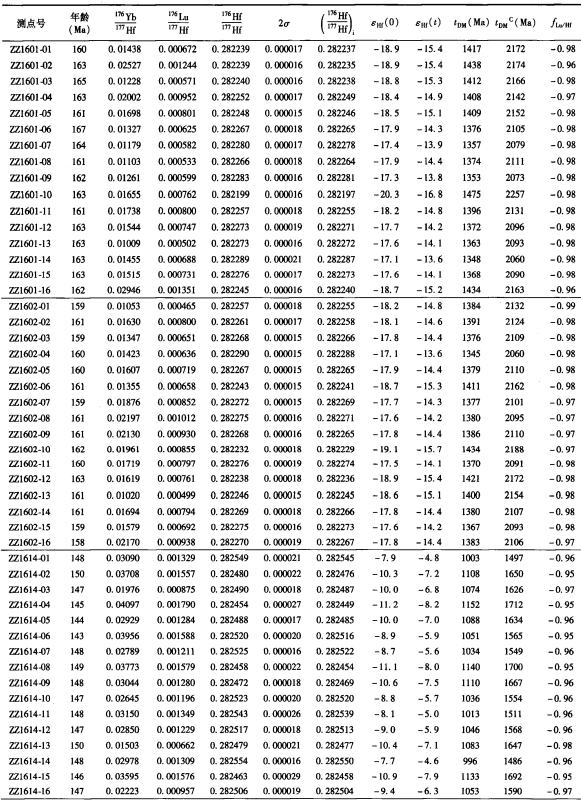 测点号 年龄(Ma) 176Yb/177Hf 176Lu/177Hf 176Hf/177Hf 2σ (176Hf/177Hf)i εHf(0) εHf(t) tDM(Ma) tDMC(Ma) fLu/Hf
ZZ1601-01 160 0.01438 0.000672 0.282239 0.000017 0.282237 -18.9 -15.4 1417 2172 -0.98
ZZ1601-02 163 0.02527 0.001244 0.282239 0.000016 0.282235 -18.9 -15.4 1438 2174 -0.96
ZZ1601-03 165 0.01228 0.000571 0.282240 0.000016 0.282238 -18.8 -15.3 1412 2166 -0.98
ZZ1601-04 163 0.02002 0.000952 0.282252 0.000017 0.282249 -18.4 -14.9 1408 2142 -0.97
ZZ1601-05 161 0.01698 0.000801 0.282248 0.000015 0.282246 -18.5 -15.1 1409 2152 -0.98
ZZ1601-06 167 0.01327 0.000625 0.282267 0.000018 0.282265 -17.9 -14.3 1376 2105 -0.98
ZZ1601-07 164 0.01179 0.000582 0.282280 0.000017 0.282278 -17.4 -13.9 1357 2079 -0.98
ZZ1601-08 161 0.01103 0.000533 0.282266 0.000018 0.282264 -17.9 -14.4 1374 2111 -0.98
ZZ1601-09 162 0.01261 0.000599 0.282283 0.000016 0.282281 -17.3 -13.8 1353 2073 -0.98
ZZ1601-10 163 0.01655 0.000762 0.282199 0.000016 0.282197 -20.3 -16.8 1475 2257 -0.98
ZZ1601-11 161 0.01738 0.000800 0.282257 0.000018 0.282255 -18.2 -14.8 1396 2131 -0.98
ZZ1601-12 163 0.01544 0.000747 0.282273 0.000019 0.282271 -17.7 -14.2 1372 2096 -0.98
ZZ1601-13 163 0.01009 0.000502 0.282273 0.000016 0.282272 -17.6 -14.1 1363 2093 -0.98
ZZ1601-14 163 0.01455 0.000688 0.282289 0.000021 0.282287 -17.1 -13.6 1348 2060 -0.98
ZZ1601-15 163 0.01515 0.000731 0.282276 0.000017 0.282273 -17.6 -14.1 1368 2090 -0.98
ZZ1601-16 162 0.02946 0.001351 0.282245 0.000016 0.282240 -18.7 -15.2 1434 2163 -0.96
ZZ1602-01 159 0.01053 0.000465 0.282257 0.000018 0.282255 -18.2 -14.8 1384 2132 -0.99
ZZ1602-02 161 0.01630 0.000800 0.282261 0.000017 0.282258 -18.1 -14.6 1391 2124 -0.98
ZZ1602-03 159 0.01347 0.000651 0.282268 0.000015 0.282266 -17.8 -14.4 1376 2109 -0.98
ZZ1602-04 160 0.01423 0.000636 0.282290 0.000015 0.282288 -17.1 -13.6 1345 2060 -0.98
ZZ1602-05 160 0.01607 0.000719 0.282267 0.000015 0.282265 -17.9 -14.4 1379 2110 -0.98
ZZ1602-06 161 0.01355 0.000658 0.282243 0.000015 0.282241 -18.7 -15.3 1411 2162 -0.98
ZZ1602-07 159 0.01876 0.000852 0.282272 0.000015 0.282269 -17.7 -14.3 1377 2101 -0.97
ZZ1602-08 161 0.02197 0.001012 0.282275 0.000016 0.282271 -17.6 -14.2 1380 2095 -0.97
ZZ1602-09 161 0.02130 0.000930 0.282268 0.000016 0.282265 -17.8 -14.4 1386 2110 -0.97
ZZ1602-10 162 0.01961 0.000855 0.282232 0.000018 0.282229 -19.1 -15.7 1434 2188 -0.97
ZZ1602-11 160 0.01719 0.000797 0.282276 0.000019 0.282274 -17.5 -14.1 1370 2091 -0.98
ZZ1602-12 163 0.01619 0.000761 0.282238 0.000018 0.282236 -18.9 -15.4 1421 2172 -0.98
ZZ1602-13 161 0.01020 0.000499 0.282246 0.000015 0.282245 -18.6 -15.1 1400 2154 -0.98
ZZ1602-14 161 0.01694 0.000794 0.282269 0.000018 0.282266 -17.8 -14.4 1380 2107 -0.98
ZZ1602-15 159 0.01579 0.000692 0.282275 0.000016 0.282273 -17.6 -14.2 1367 2093 -0.98
ZZ1602-16 158 0.02170 0.000938 0.282270 0.000019 0.282267 -17.8 -14.4 1383 2106 -0.97
ZZ1614-01 148 0.03090 0.001329 0.282549 0.000021 0.282545 -7.9 -4.8 1003 1497 -0.96
ZZ1614-02 150 0.03708 0.001557 0.282480 0.000022 0.282476 -10.3 -7.2 1108 1650 -0.95
ZZ1614-03 147 0.01976 0.000875 0.282490 0.000018 0.282487 -10.0 -6.8 1074 1626 -0.97
ZZ1614-04 145 0.04097 0.001790 0.282454 0.000027 0.282449 -11.2 -8.2 1152 1712 -0.95
ZZ1614-05 144 0.02929 0.001284 0.282488 0.000017 0.282485 -10.0 -7.0 1088 1634 -0.96
ZZ1614-06 143 0.03956 0.001588 0.282520 0.000020 0.282516 -8.9 -5.9 1051 1565 -0.95
ZZ1614-07 148 0.02789 0.001211 0.282525 0.000016 0.282522 -8.7 -5.6 1034 1549 -0.96
ZZ1614-08 149 0.03773 0.001579 0.282458 0.000022 0.282454 -11.1 -8.0 1140 1700 -0.95
ZZ1614-09 148 0.03044 0.001280 0.282472 0.000018 0.282469 -10.6 -7.5 1110 1667 -0.96
ZZ1614-10 147 0.02645 0.001196 0.282523 0.000020 0.282520 -8.8 -5.7 1036 1554 -0.96
ZZ1614-11 148 0.03150 0.001349 0.282543 0.000026 0.282539 -8.1 -5.0 1013 1511 -0.96
ZZ1614-12 147 0.02850 0.001229 0.282517 0.000018 0.282513 -9.0 -5.9 1046 1568 -0.96
ZZ1614-13 150 0.01503 0.000662 0.282479 0.000021 0.282477 -10.4 -7.1 1083 1647 -0.98
ZZ1614-14 148 0.02978 0.001309 0.282554 0.000016 0.282550 -7.7 -4.6 996 1486 -0.96
ZZ1614-15 146 0.03595 0.001576 0.282463 0.000029 0.282458 -10.9 -7.9 1133 1692 -0.95
ZZ1614-16 147 0.02223 0.000957 0.282506 0.000019 0.282504 -9.4 -6.3 1053 1590 -0.97